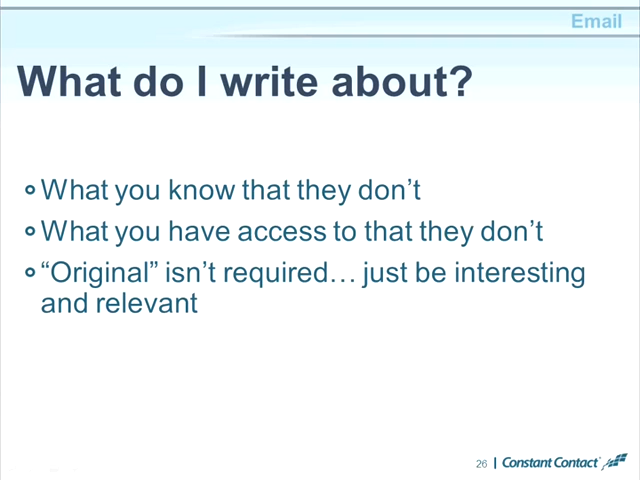 Email
What do I write about?
What you know that they don’t
What you have access to that they don’t
“Original” isn’t required… just be interesting
and relevant
26 | Constant Contact